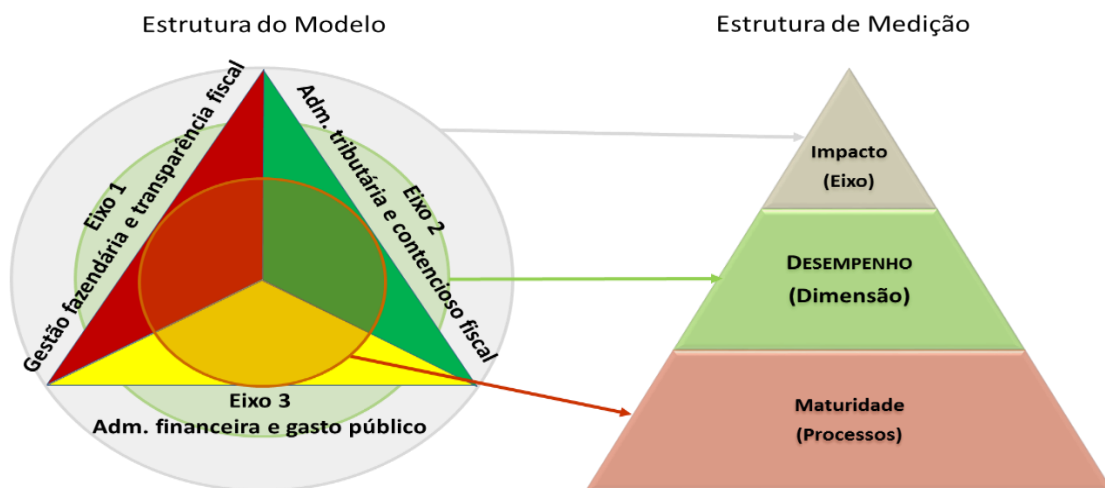 Estrutura do Modelo
Eixo 1
Gestão fazendária e transparência fiscal
Eixo 2
Adm. tributária e contencioso fiscal
Eixo 3
Adm. financeira e gasto público
Estrutura de Medição
Impacto
(Eixo)
DESEMPENHO
(Dimensão)
Maturidade
(Processos)